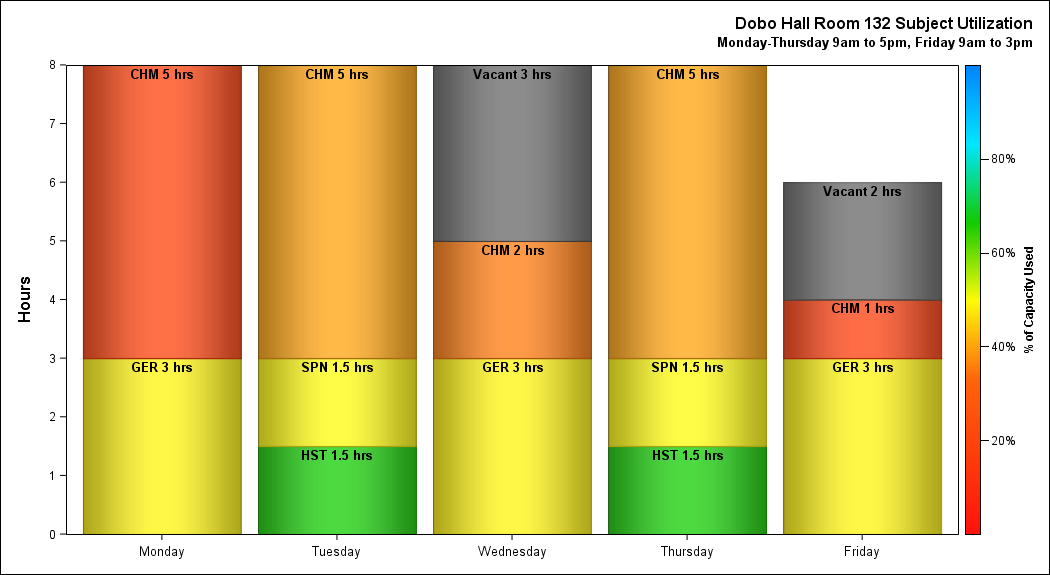 Dobo Hall Room 132 Subject Utilization
Monday-Thursday 9am to 5pm, Friday 9am to 3pm
8
7
6
5
4
3
2
1
0
Hours
CHM 5 hrs
GER 3 hrs
CHM 5 hrs
SPN 1.5 hrs
HST 1.5 hrs
Vacant 3 hrs
CHM 2 hrs
GER 3 hrs
CHM 5 hrs
SPN 1.5 hrs
HST 1.5 hrs
Vacant 2 hrs
CHM 1 hrs
GER 3 hrs
Monday
Tuesday
Wednesday
Thursday
Friday
80%
60%
40%
20%
% of Capacity Used